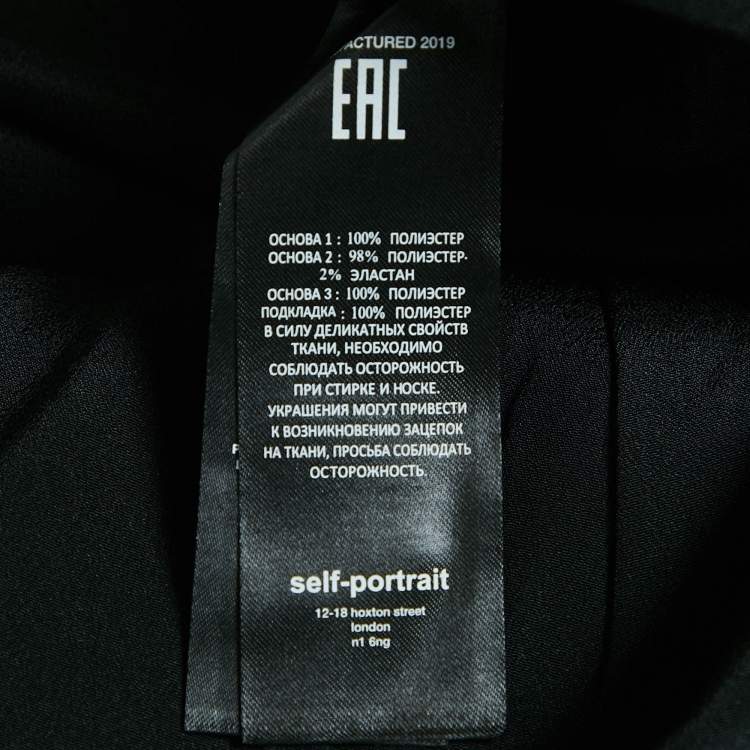 ACTURED 2019
EAC
ОСНОВА 1 : 100% ПОЛИЭСТЕР
ОСНОВА 2 : 98% ПОЛИЭСТЕР-
2% ЭЛАСТАН
ОСНОВА 3 : 100% ПОЛИЭСТЕР
ПОДКЛАДКА : 100% ПОЛИЭСТЕР
В СИЛУ ДЕЛИКАТНЫХ СВОЙСТВ
ТКАНИ, НЕОБХОДИМО
СОБЛЮДАТЬ ОСТОРОЖНОСТЬ
ПРИ СТИРКЕ И НОСКЕ.
УКРАШЕНИЯ МОГУТ ПРИВЕСТИ
К ВОЗНИКНОВЕНИЮ ЗАЦЕПОК
НА ТКАНИ, ПРОСЬБА СОБЛЮДАТЬ
ОСТОРОЖНОСТЬ.
self-portrait
12-18 hoxton street
london
n1 6ng